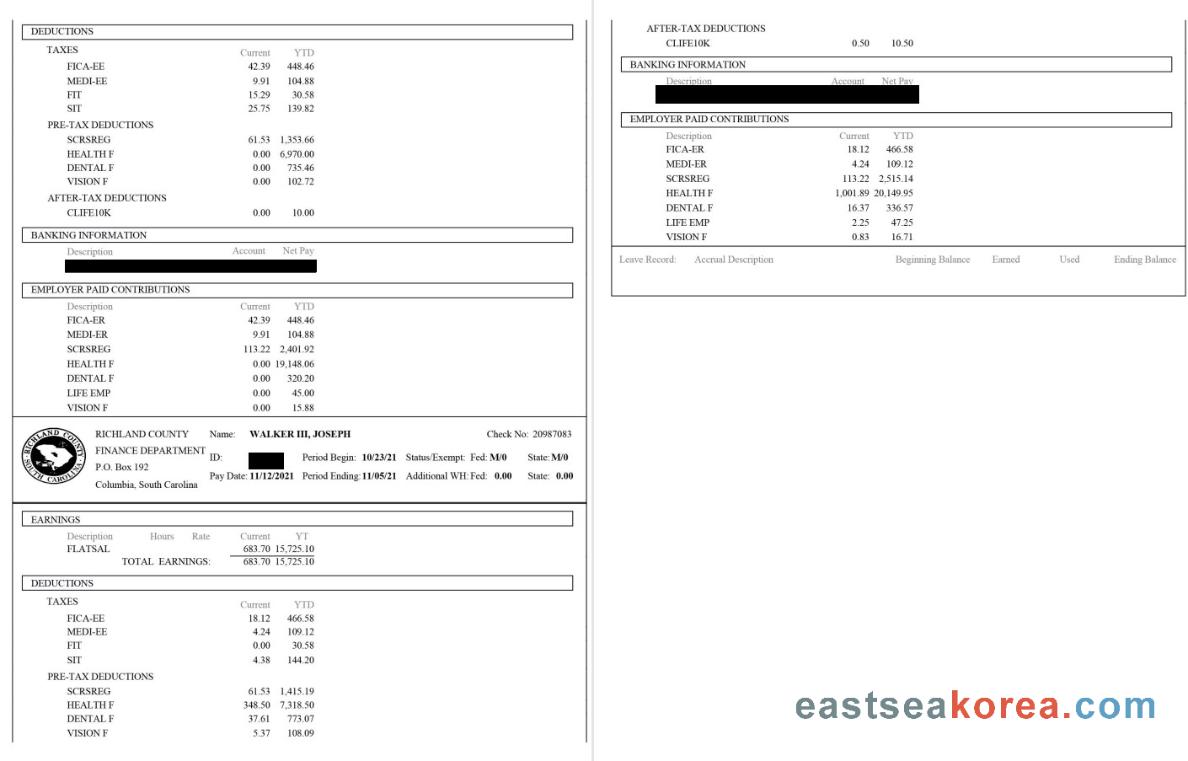 DEDUCTIONS
TAXES Current YTD
FICA-EE 42.39 448.46
MEDI-EE 9.91 104.88
FIT 15.29 30.58
SIT 25.75 139.82
PRE-TAX DEDUCTIONS
SCRSREG 61.53 1,353.66
HEALTH F 0.00 6,970.00
DENTAL F 0.00 735.46
VISION F 0.00 102.72
AFTER-TAX DEDUCTIONS
CLIFE10K 0.00 10.00
BANKING INFORMATION
Description Account Net Pay
EMPLOYER PAID CONTRIBUTIONS
Description Current YTD
FICA-ER 42.39 448.46
MEDI-ER 9.91 104.88
SCRSREG 113.22 2,401.92
HEALTH F 0.00 19,148.06
DENTAL F 0.00 320.20
LIFE EMP 0.00 45.00
VISION F 0.00 15.88
RICHLAND COUNTY SOUTH CAROLINA
RICHLAND COUNTY Name: WALKER III, JOSEPH Check No: 20987083
FINANCE DEPARTMENT ID: Period Begin: 10/23/21 Status/Exempt: Fed: M/0 State: M/0
P.O. Box 192 Pay Date: 11/12/2021 Period Ending: 11/05/21 Additional WH: Fed: 0.00 State: 0.00
Columbia, South Carolina
EARNINGS
Description Hours Rate Current YT
FLATSAL 683.70 15,725.10
TOTAL EARNINGS: 683.70 15,725.10
DEDUCTIONS
TAXES Current YTD
FICA-EE 18.12 466.58
MEDI-EE 4.24 109.12
FIT 0.00 30.58
SIT 4.38 144.20
PRE-TAX DEDUCTIONS
SCRSREG 61.53 1,415.19
HEALTH F 348.50 7,318.50
DENTAL F 37.61 773.07
VISION F 5.37 108.09
AFTER-TAX DEDUCTIONS
CLIFE10K 0.50 10.50
BANKING INFORMATION
Description Account Net Pay
EMPLOYER PAID CONTRIBUTIONS
Description Current YTD
FICA-ER 18.12 466.58
MEDI-ER 4.24 109.12
SCRSREG 113.22 2,515.14
HEALTH F 1,001.89 20,149.95
DENTAL F 16.37 336.57
LIFE EMP 2.25 47.25
VISION F 0.83 16.71
Leave Record: Accrual Description Beginning Balance Earned Used Ending Balance
eastseakorea.com